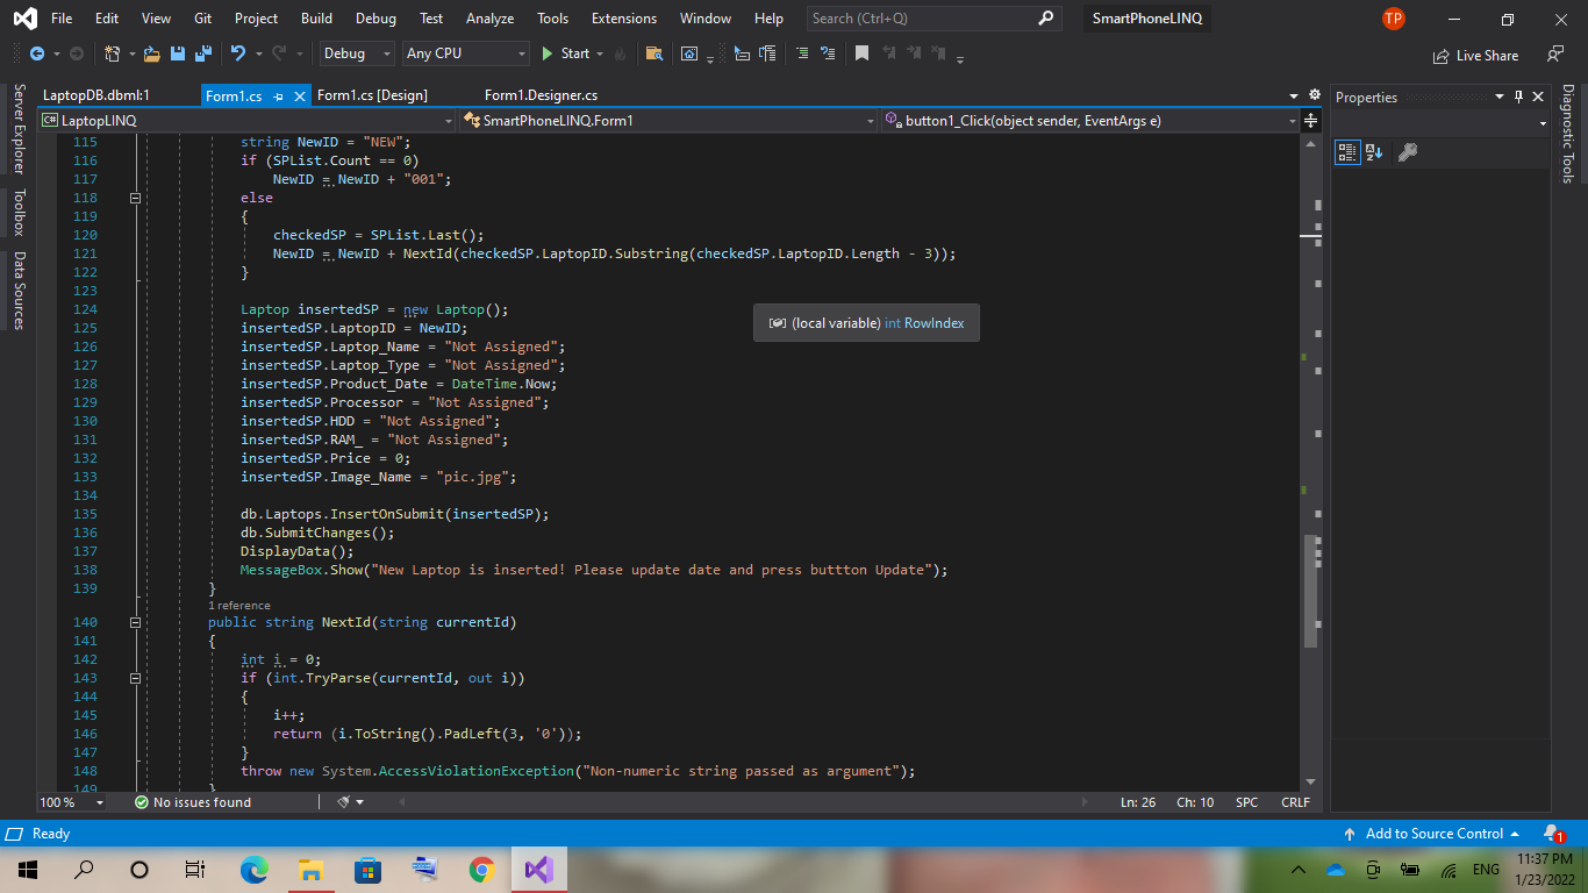 File Edit View Git Project Build Debug Test Analyze Tools Extensions Window Help Search (Ctrl+Q) SmartPhoneLINQ TP
Debug Any CPU Start Live Share
LaptopDB.dbml:1 Form1.cs Form1.cs [Design] Form1.Designer.cs
C# LaptopLINQ SmartPhoneLINQ.Form1 button1_Click(object sender, EventArgs e)
Server Explorer
Toolbox
Data Sources
115 string NewID = "NEW";
116 if (SPList.Count == 0)
117 NewID = NewID + "001";
118 else
119 {
120 checkedSP = SPList.Last();
121 NewID = NewID + NextId(checkedSP.LaptopID.Substring(checkedSP.LaptopID.Length - 3));
122 }
123
124 Laptop insertedSP = new Laptop();
125 insertedSP.LaptopID = NewID;
126 insertedSP.Laptop_Name = "Not Assigned";
127 insertedSP.Laptop_Type = "Not Assigned";
128 insertedSP.Product_Date = DateTime.Now;
129 insertedSP.Processor = "Not Assigned";
130 insertedSP.HDD = "Not Assigned";
131 insertedSP.RAM_ = "Not Assigned";
132 insertedSP.Price = 0;
133 insertedSP.Image_Name = "pic.jpg";
134
135 db.Laptops.InsertOnSubmit(insertedSP);
136 db.SubmitChanges();
137 DisplayData();
138 MessageBox.Show("New Laptop is inserted! Please update date and press buttton Update");
139 }
1 reference
140 public string NextId(string currentId)
141 {
142 int i = 0;
143 if (int.TryParse(currentId, out i))
144 {
145 i++;
146 return (i.ToString().PadLeft(3, '0'));
147 }
148 throw new System.AccessViolationException("Non-numeric string passed as argument");
149 }
(local variable) int RowIndex
Properties
Diagnostic Tools
100 % No issues found Ln: 26 Ch: 10 SPC CRLF
Ready Add to Source Control 1
ENG 11:37 PM
1/23/2022